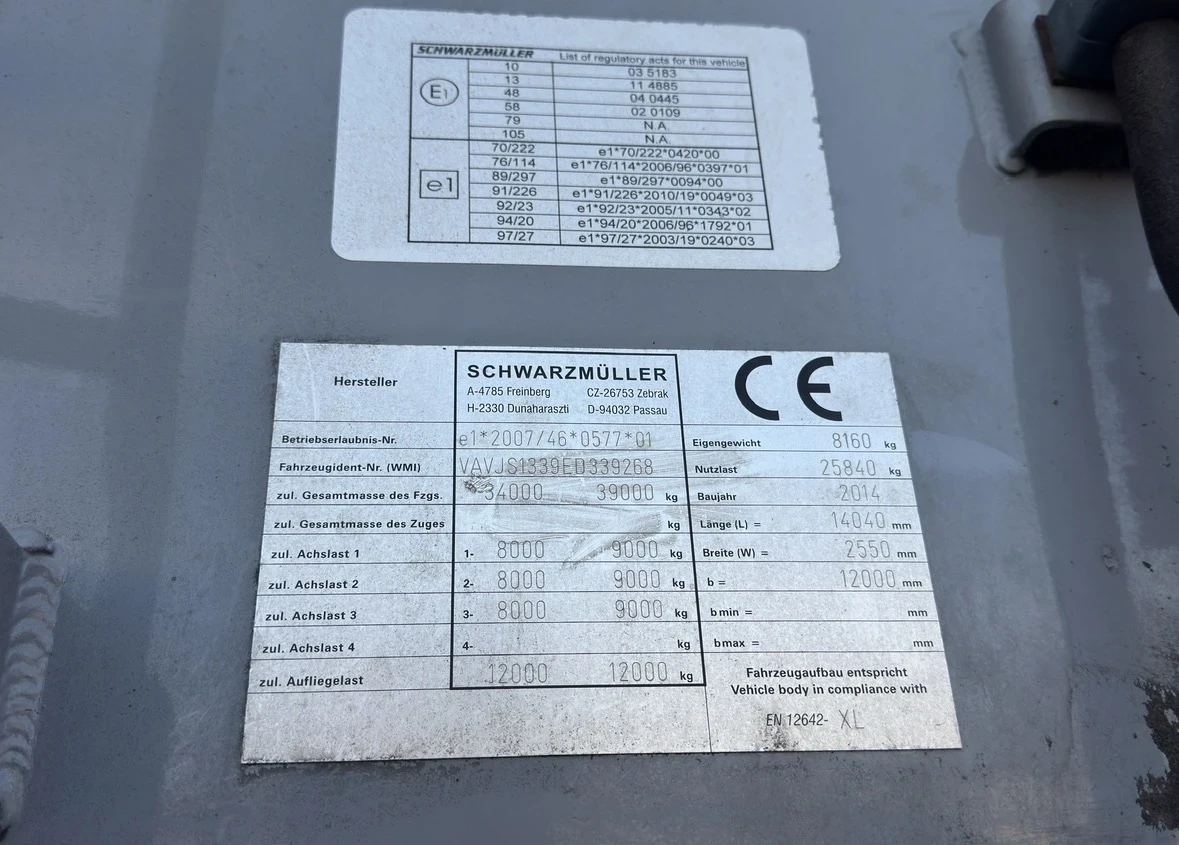 SCHWARZMÜLLER List of regulatory acts for this vehicle
E1
10 03 5183
13 11 4885
48 04 0445
58 02 0109
79 N.A.
105 N.A.
e1
70/222 e1*70/222*0420*00
76/114 e1*76/114*2006/96*0397*01
89/297 e1*89/297*0094*00
91/226 e1*91/226*2010/19*0049*03
92/23 e1*92/23*2005/11*0343*02
94/20 e1*94/20*2006/96*1792*01
97/27 e1*97/27*2003/19*0240*03
Hersteller
SCHWARZMÜLLER
A-4785 Freinberg CZ-26753 Zebrak
H-2330 Dunaharaszti D-94032 Passau
CE
Betriebserlaubnis-Nr. e1*2007/46*0577*01
Fahrzeugident-Nr. (WMI) VAVJS1339ED339268
zul. Gesamtmasse des Fzgs. 34000 39000 kg
zul. Gesamtmasse des Zuges kg
zul. Achslast 1 1- 8000 9000 kg
zul. Achslast 2 2- 8000 9000 kg
zul. Achslast 3 3- 8000 9000 kg
zul. Achslast 4 4- kg
zul. Aufliegelast 12000 12000 kg
Eigengewicht 8160 kg
Nutzlast 25840 kg
Baujahr 2014
Länge (L) = 14040 mm
Breite (W) = 2550 mm
b = 12000 mm
b min = mm
b max = mm
Fahrzeugaufbau entspricht
Vehicle body in compliance with
EN 12642- XL